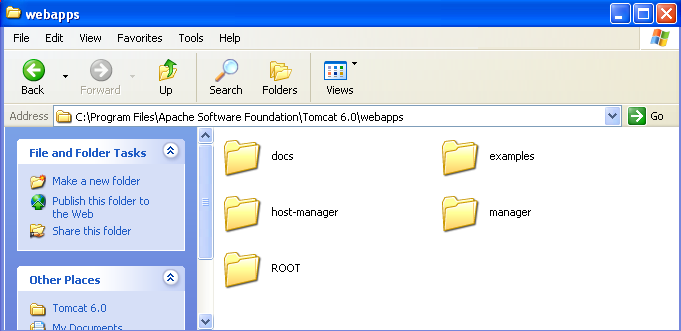 webapps
File Edit View Favorites Tools Help
Back Forward Up Search Folders Views
Address C:\Program Files\Apache Software Foundation\Tomcat 6.0\webapps Go
File and Folder Tasks
Make a new folder
Publish this folder to
the Web
Share this folder
Other Places
Tomcat 6.0
My Documents
docs examples
host-manager manager
ROOT